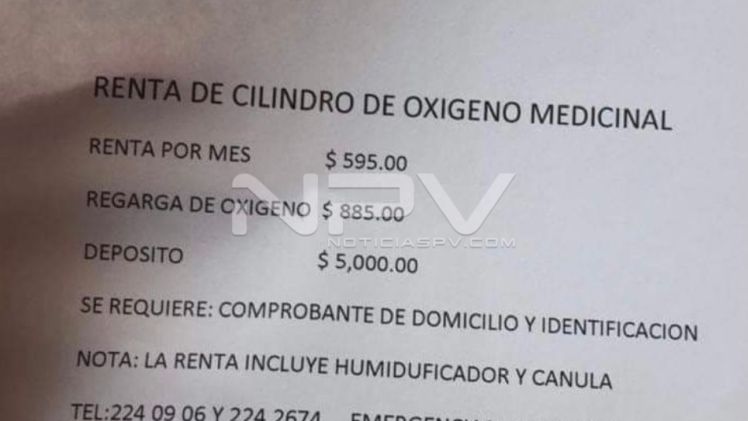 RENTA DE CILINDRO DE OXIGENO MEDICINAL
RENTA POR MES $ 595.00
REGARGA DE OXIGENO $ 885.00
NPV
NOTICIASPV.COM
DEPOSITO $ 5,000.00
SE REQUIERE: COMPROBANTE DE DOMICILIO Y IDENTIFICACION
NOTA: LA RENTA INCLUYE HUMIDUFICADOR Y CANULA
TEL:224 09 06 Y 224 2674